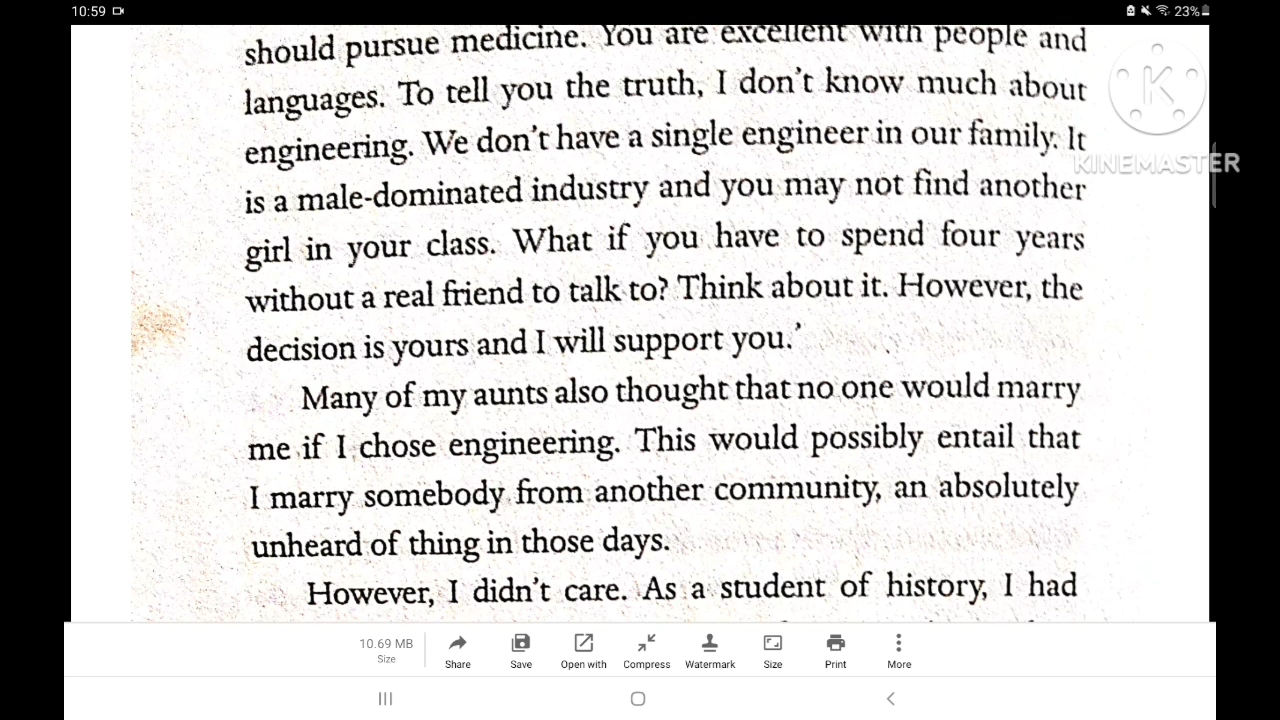 10:59
23%
should pursue medicine. You are excellent with people and
languages. To tell you the truth, I don't know much about
engineering. We don't have a single engineer in our family. It
is a male-dominated industry and you may not find another
girl in your class. What if you have to spend four years
without a real friend to talk to? Think about it. However, the
decision is yours and I will support you.'
Many of my aunts also thought that no one would marry
me if I chose engineering. This would possibly entail that
I marry somebody from another community, an absolutely
unheard of thing in those days.
However, I didn't care. As a student of history, I had
K
KINEMASTER
10.69 MB
Size
Share
Save
Open with
Compress
Watermark
Size
Print
More